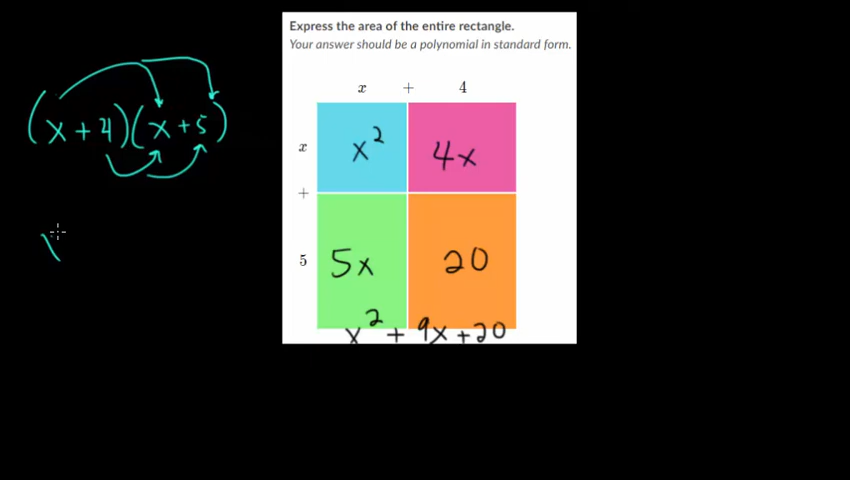 Express the area of the entire rectangle.
Your answer should be a polynomial in standard form.
x + 4
(x + 4)(x + 5)
x
x² 4x
+
5
5x 20
x² + 9x + 20